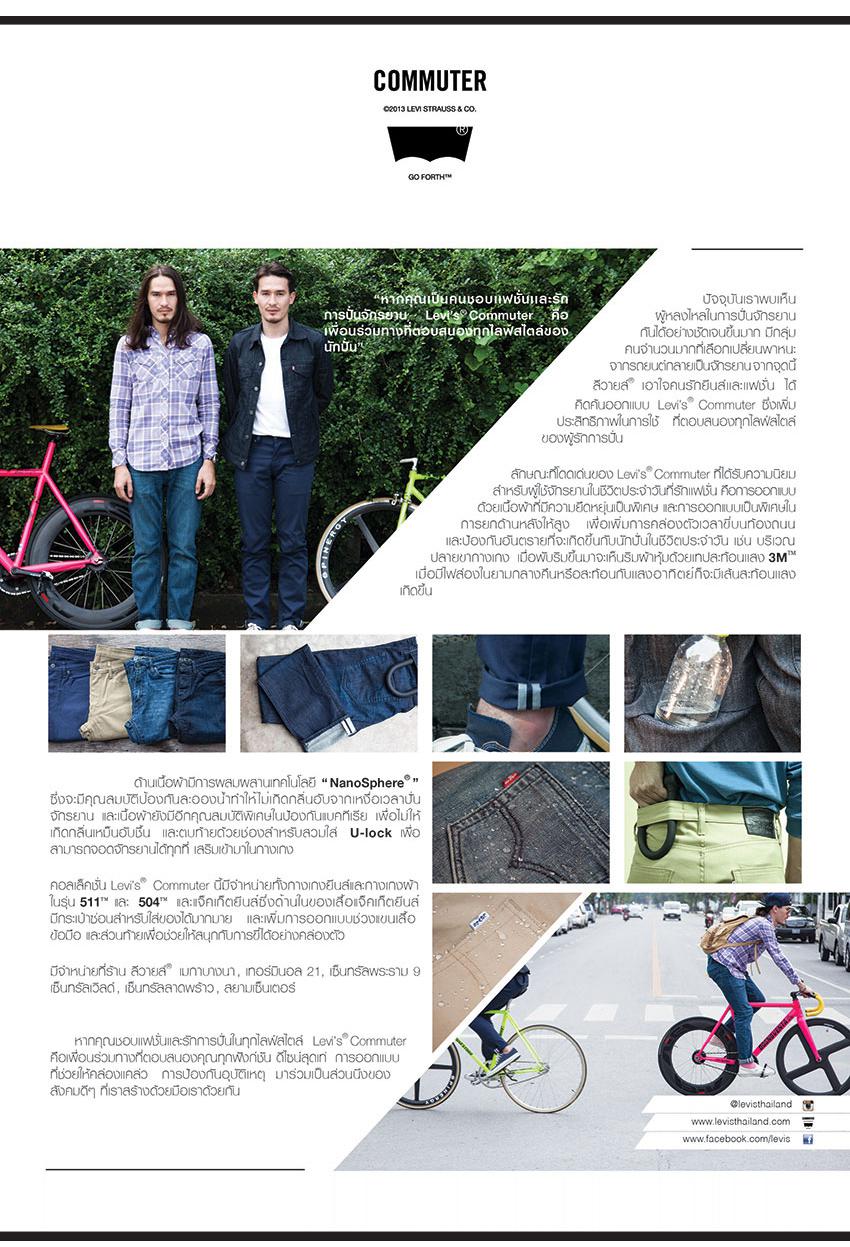 COMMUTER
©2013 LEVI STRAUSS & CO.
®
GO FORTH™
"หากคุณเป็นคนชอบแฟชั่นและรัก
การปั่นจักรยาน Levi's® Commuter คือ
เพื่อนร่วมทางที่ตอบสนองทุกไลฟ์สไตล์ของ
นักปั่น"
ปัจจุบันเราพบเห็น
ผู้หลงใหลในการปั่นจักรยาน
กันได้อย่างชัดเจนขึ้นมาก มีกลุ่ม
คนจำนวนมากที่เลือกเปลี่ยนพาหนะ
จากรถยนต์กลายเป็นจักรยาน จากจุดนี้
ลีวายส์® เอาใจคนรักยีนส์และแฟชั่น ได้
คิดค้นออกแบบ Levi's® Commuter ซึ่งเพิ่ม
ประสิทธิภาพในการใช้ ที่ตอบสนองทุกไลฟ์สไตล์
ของผู้รักการปั่น
ลักษณะที่โดดเด่นของ Levi's® Commuter ที่ได้รับความนิยม
สำหรับผู้ใช้จักรยานในชีวิตประจำวันที่รักแฟชั่น คือการออกแบบ
ด้วยเนื้อผ้าที่มีความยืดหยุ่นเป็นพิเศษ และการออกแบบเป็นพิเศษใน
การยกด้านหลังให้สูง เพื่อเพิ่มการคล่องตัวเวลาขี่บนท้องถนน
และป้องกันอันตรายที่จะเกิดขึ้นกับนักปั่นในชีวิตประจำวัน เช่น บริเวณ
ปลายขากางเกง เมื่อพับริมขึ้นมาจะเห็นริมผ้าหุ้มด้วยเทปสะท้อนแสง 3M™
เมื่อมีไฟส่องในยามกลางคืนหรือสะท้อนกับแสงอาทิตย์ก็จะมีเส้นสะท้อนแสง
เกิดขึ้น
PINERGY
ด้านเนื้อผ้ามีการผสมผสานเทคโนโลยี "NanoSphere®"
ซึ่งจะมีคุณสมบัติป้องกันละอองน้ำทำให้ไม่เกิดกลิ่นอับจากเหงื่อเวลาปั่น
จักรยาน และเนื้อผ้ายังมีอีกคุณสมบัติพิเศษในป้องกันแบคทีเรีย เพื่อไม่ให้
เกิดกลิ่นเหม็นอับชื้น และตบท้ายด้วยช่องสำหรับสวมใส่ U-lock เพื่อ
สามารถจอดจักรยานได้ทุกที่ เสริมเข้ามาในกางเกง
คอลเล็คชั่น Levi's® Commuter นี้มีจำหน่ายทั้งกางเกงยีนส์และกางเกงผ้า
ในรุ่น 511™ และ 504™ และแจ็คเก็ตยีนส์ซึ่งด้านในของเสื้อแจ็คเก็ตยีนส์
มีกระเป๋าซ่อนสำหรับใส่ของได้มากมาย และเพิ่มการออกแบบช่วงแขนเสื้อ
ข้อมือ และส่วนท้ายเพื่อช่วยให้สนุกกับการขี่ได้อย่างคล่องตัว
มีจำหน่ายที่ร้าน ลีวายส์® เมกาบางนา, เทอร์มินอล 21, เซ็นทรัลพระราม 9
เซ็นทรัลเวิลด์, เซ็นทรัลลาดพร้าว, สยามเซ็นเตอร์
หากคุณชอบแฟชั่นและรักการปั่นในทุกไลฟ์สไตล์ Levi's® Commuter
คือเพื่อนร่วมทางที่ตอบสนองคุณทุกฟังก์ชัน ดีไซน์สุดเท่ การออกแบบ
ที่ช่วยให้คล่องแคล่ว การป้องกันอุบัติเหตุ มาร่วมเป็นส่วนนึงของ
สังคมดีๆ ที่เราสร้างด้วยมือเราด้วยกัน
@levisthailand
www.levisthailand.com
www.facebook.com/levis